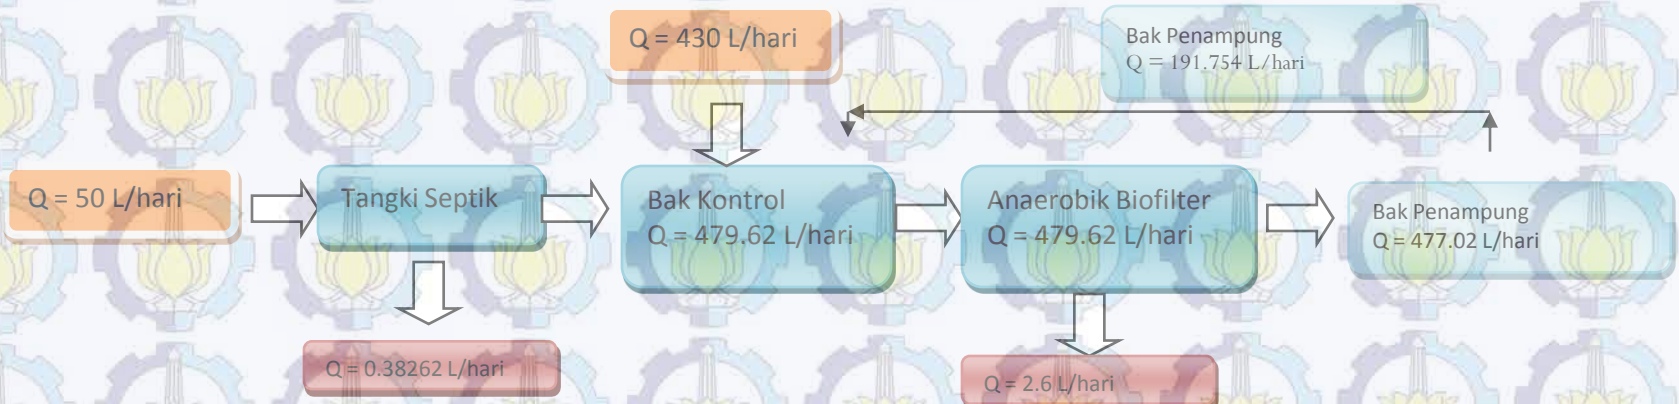 Q = 430 L/hari
Bak Penampung
Q = 191.754 L/hari
Q = 50 L/hari
Tangki Septik
Bak Kontrol
Q = 479.62 L/hari
Anaerobik Biofilter
Q = 479.62 L/hari
Bak Penampung
Q = 477.02 L/hari
Q = 0.38262 L/hari
Q = 2.6 L/hari